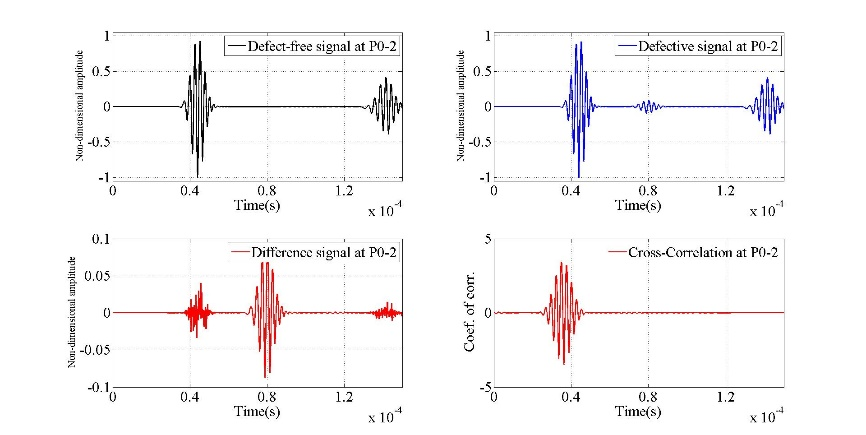 Defect-free signal at P0-2
Non-dimensional amplitude
1
0.5
0
-0.5
-1
0
0.4
0.8
1.2
Time(s)
x 10-4
Defective signal at P0-2
Non-dimensional amplitude
1
0.5
0
-0.5
-1
0
0.4
0.8
1.2
Time(s)
x 10-4
Difference signal at P0-2
Non-dimensional amplitude
0.1
0.05
0
-0.05
-0.1
0
0.4
0.8
1.2
Time(s)
x 10-4
Cross-Correlation at P0-2
Coef. of corr.
5
0
-5
0
0.4
0.8
1.2
Time(s)
x 10-4